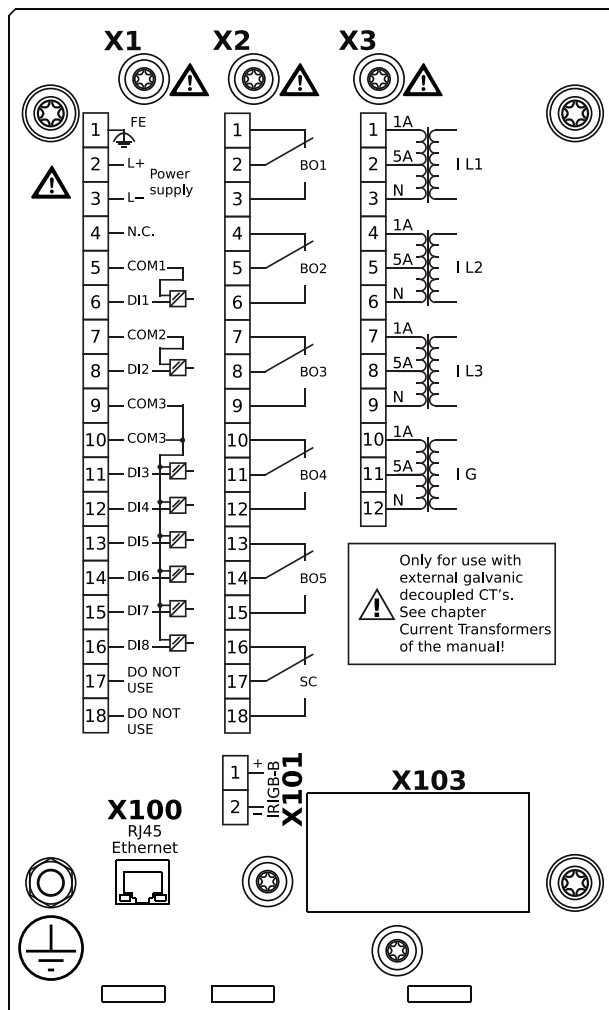 X1
X2
X3
1 FE
2 L+ Power
supply
3 L−
4 N.C.
5 COM1
6 DI1
7 COM2
8 DI2
9 COM3
10 COM3
11 DI3
12 DI4
13 DI5
14 DI6
15 DI7
16 DI8
17 DO NOT
USE
18 DO NOT
USE
1
2 BO1
3
4
5 BO2
6
7
8 BO3
9
10
11 BO4
12
13
14 BO5
15
16
17 SC
18
1 1A
2 5A I L1
3 N
4 1A
5 5A I L2
6 N
7 1A
8 5A I L3
9 N
10 1A
11 5A I G
12 N
!
!
!
!
! Only for use with
external galvanic
decoupled CT's.
See chapter
Current Transformers
of the manual!
1 +
2 −
IRIGB-B
X101
X103
X100
RJ45
Ethernet